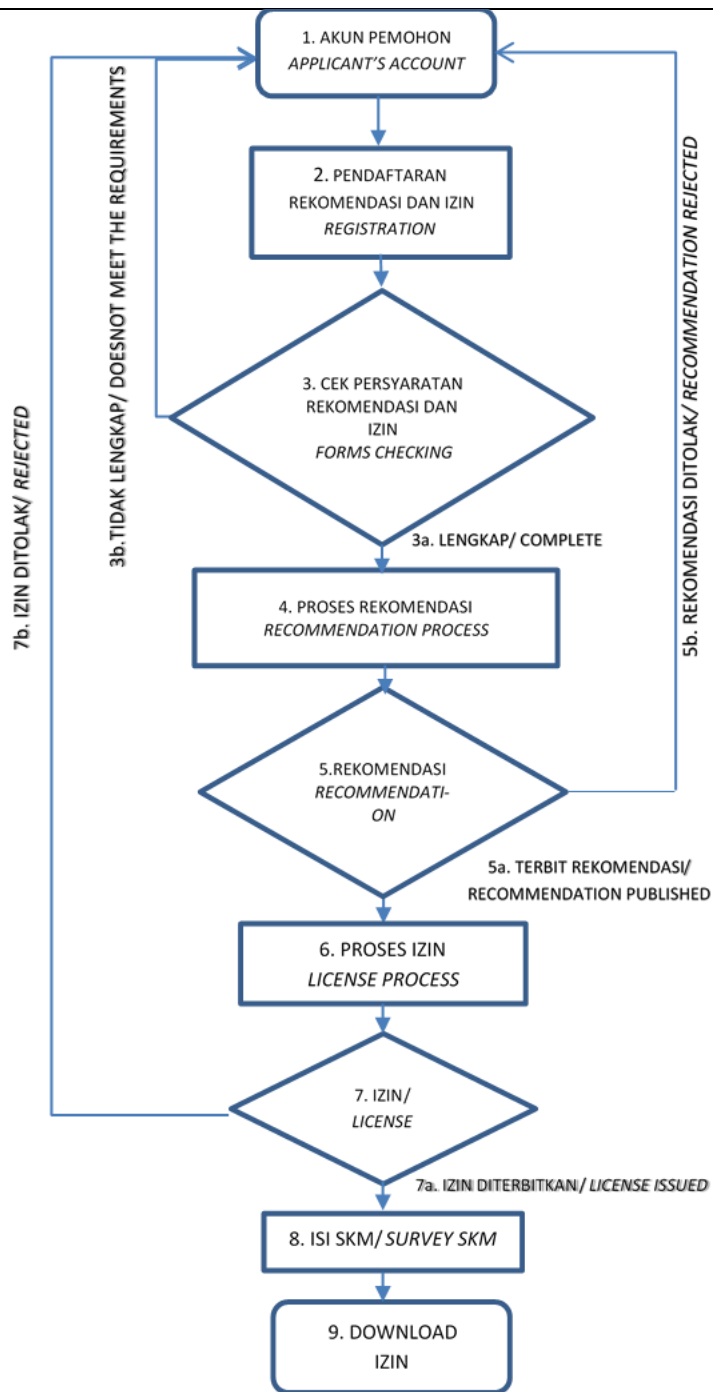 1. AKUN PEMOHON
APPLICANT'S ACCOUNT
2. PENDAFTARAN
REKOMENDASI DAN IZIN
REGISTRATION
3. CEK PERSYARATAN
REKOMENDASI DAN
IZIN
FORMS CHECKING
3b.TIDAK LENGKAP/ DOESNOT MEET THE REQUIREMENTS
3a. LENGKAP/ COMPLETE
4. PROSES REKOMENDASI
RECOMMENDATION PROCESS
5.REKOMENDASI
RECOMMENDATI-
ON
5b. REKOMENDASI DITOLAK/ RECOMMENDATION REJECTED
5a. TERBIT REKOMENDASI/
RECOMMENDATION PUBLISHED
6. PROSES IZIN
LICENSE PROCESS
7. IZIN/
LICENSE
7b. IZIN DITOLAK/ REJECTED
7a. IZIN DITERBITKAN/ LICENSE ISSUED
8. ISI SKM/ SURVEY SKM
9. DOWNLOAD
IZIN